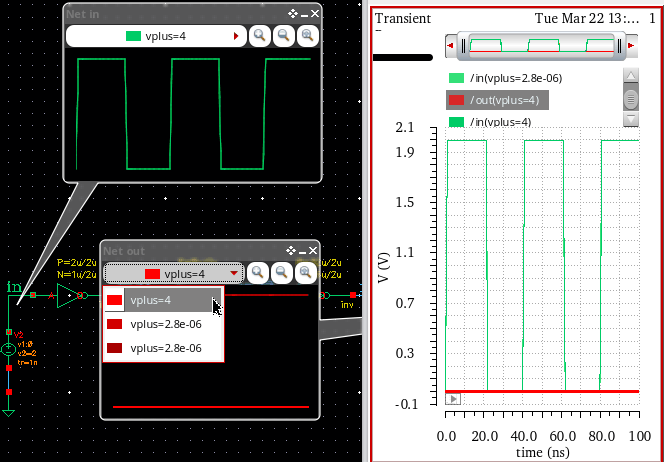 Net in
vplus=4
in
P=2u/2u
N=1u/2u
V2
v1:0
v2=2
tr=1n
Net out
vplus=4
vplus=4
vplus=2.8e-06
vplus=2.8e-06
u/2u
u/2u
inv
Transient
Tue Mar 22 13:… 1
/in(vplus=2.8e-06)
/out(vplus=4)
/in(vplus=4)
V (V)
2.1
1.9
1.5
1.1
0.7
0.3
-0.1
0.0 20.0 40.0 60.0 80.0 100
time (ns)